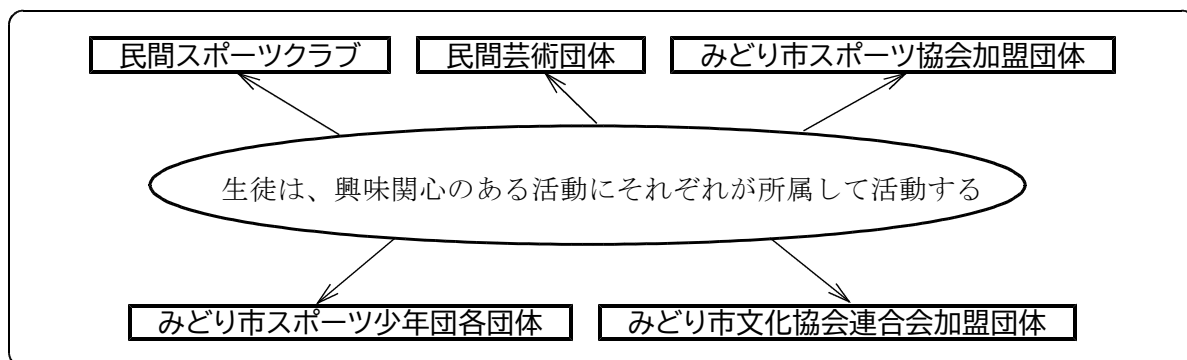 民間スポーツクラブ
民間芸術団体
みどり市スポーツ協会加盟団体
生徒は、興味関心のある活動にそれぞれが所属して活動する
みどり市スポーツ少年団各団体
みどり市文化協会連合会加盟団体